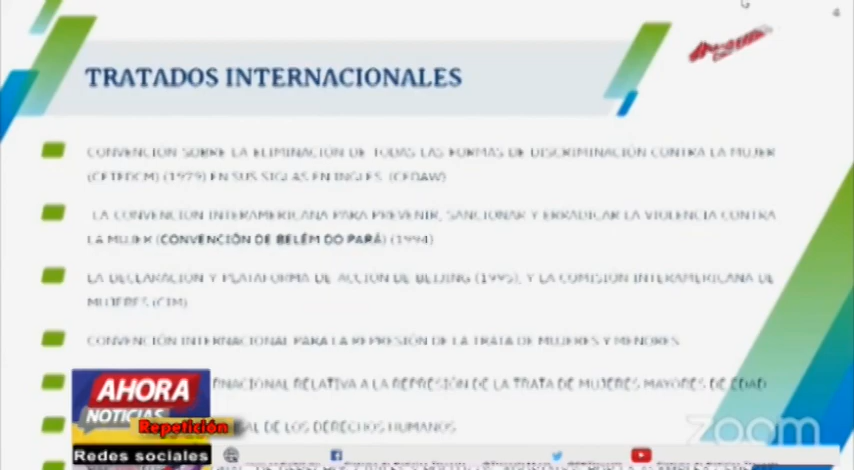 4
TRATADOS INTERNACIONALES
CONVENCIÓN SOBRE LA ELIMINACIÓN DE TODAS LAS FORMAS DE DISCRIMINACIÓN CONTRA LA MUJER
(CETFDCM) (1979) EN SUS SIGLAS EN INGLES (CEDAW)
LA CONVENCIÓN INTERAMERICANA PARA PREVENIR, SANCIONAR Y ERRADICAR LA VIOLENCIA CONTRA
LA MUJER (CONVENCIÓN DE BELÉM DO PARÁ) (1994)
LA DECLARACIÓN Y PLATAFORMA DE ACCIÓN DE BEIJING (1995), Y LA COMISIÓN INTERAMERICANA DE
MUJERES (CIM)
CONVENCIÓN INTERNACIONAL PARA LA REPRESIÓN DE LA TRATA DE MUJERES Y MENORES
RNACIONAL RELATIVA A LA REPRESIÓN DE LA TRATA DE MUJERES MAYORES DE EDAD
AL DE LOS DERECHOS HUMANOS
AHORA
NOTICIAS
Repetición
Redes sociales
zoom